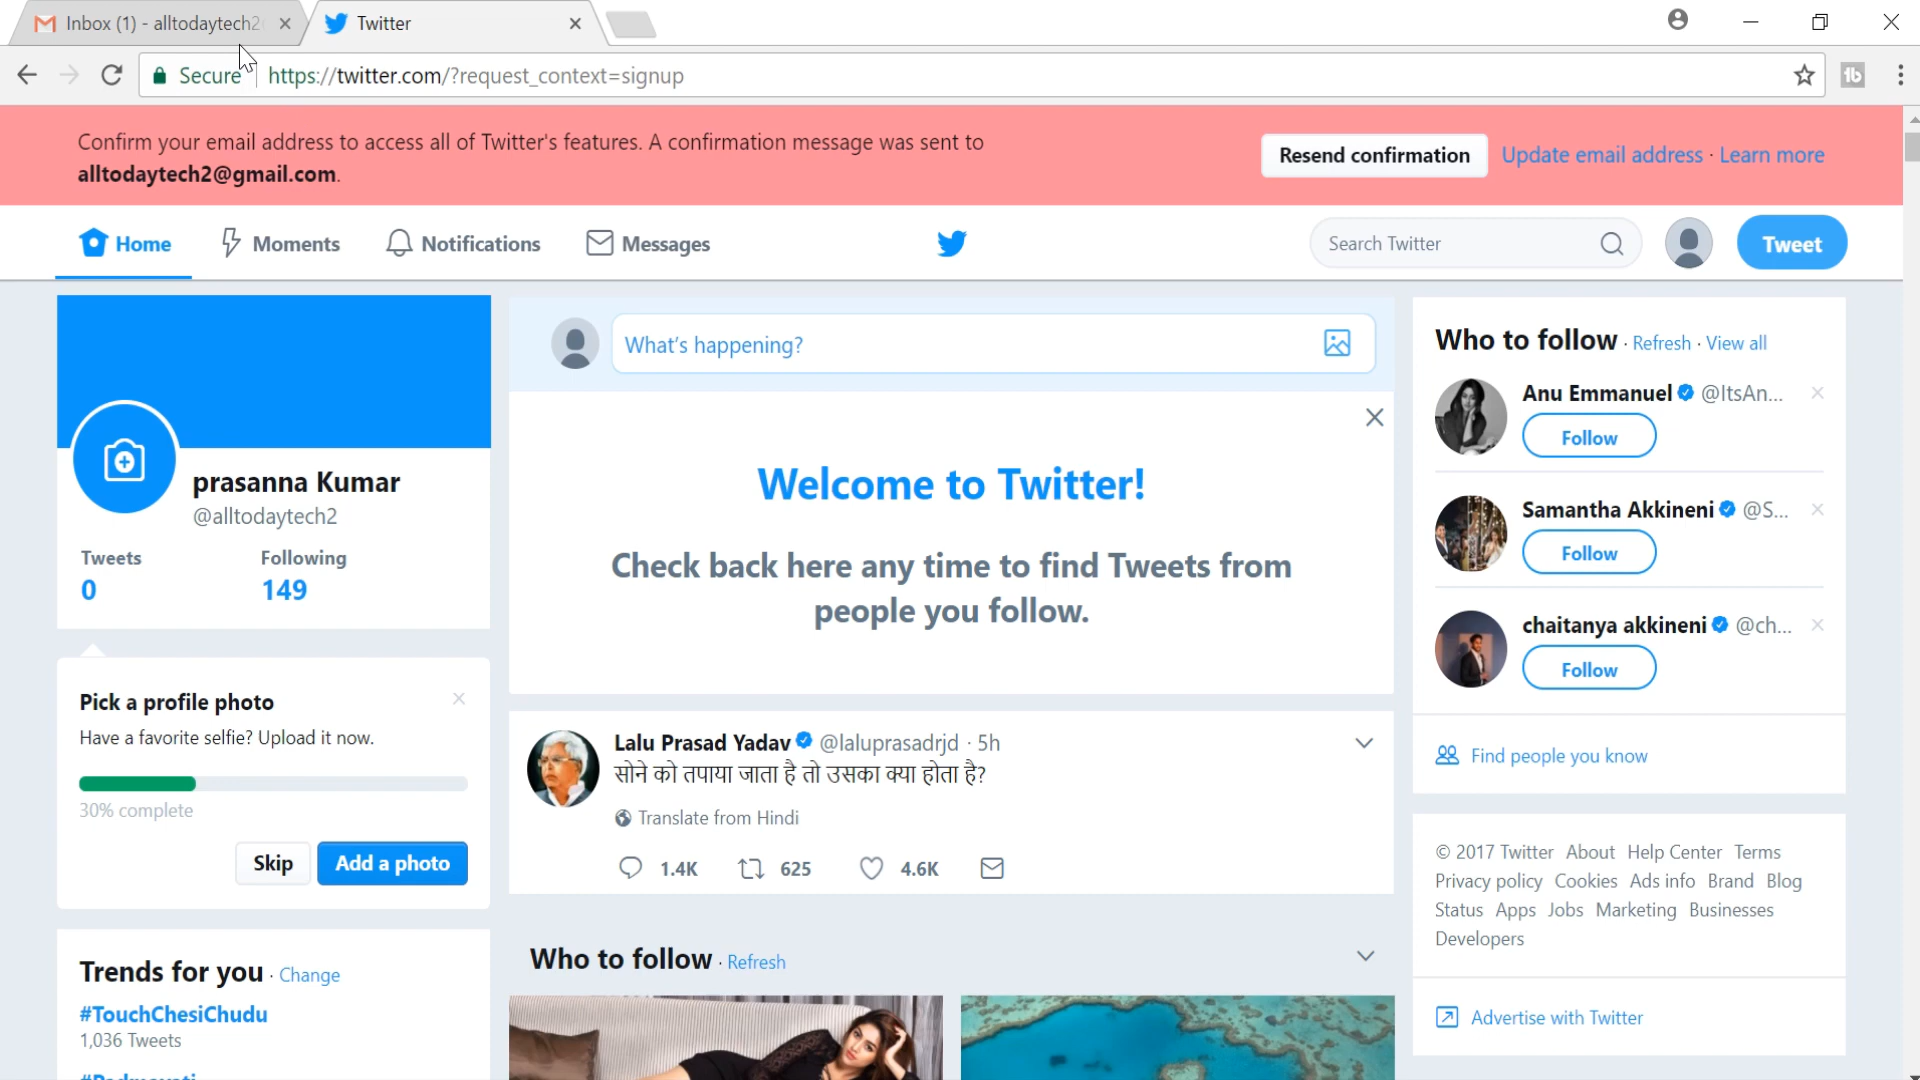 Inbox (1) - alltodaytech2
Twitter
Secure
https://twitter.com/?request_context=signup
Confirm your email address to access all of Twitter's features. A confirmation message was sent to
alltodaytech2@gmail.com.
Resend confirmation
Update email address · Learn more
Home
Moments
Notifications
Messages
Search Twitter
Tweet
prasanna Kumar
@alltodaytech2
Tweets
Following
0
149
Pick a profile photo
Have a favorite selfie? Upload it now.
30% complete
Skip
Add a photo
Trends for you · Change
#TouchChesiChudu
1,036 Tweets
What's happening?
Welcome to Twitter!
Check back here any time to find Tweets from
people you follow.
Lalu Prasad Yadav @laluprasadrjd · 5h
सोने को तपाया जाता है तो उसका क्या होता है?
Translate from Hindi
1.4K
625
4.6K
Who to follow · Refresh
Who to follow · Refresh · View all
Anu Emmanuel @ItsAn...
Follow
Samantha Akkineni @S...
Follow
chaitanya akkineni @ch...
Follow
Find people you know
© 2017 Twitter About Help Center Terms
Privacy policy Cookies Ads info Brand Blog
Status Apps Jobs Marketing Businesses
Developers
Advertise with Twitter